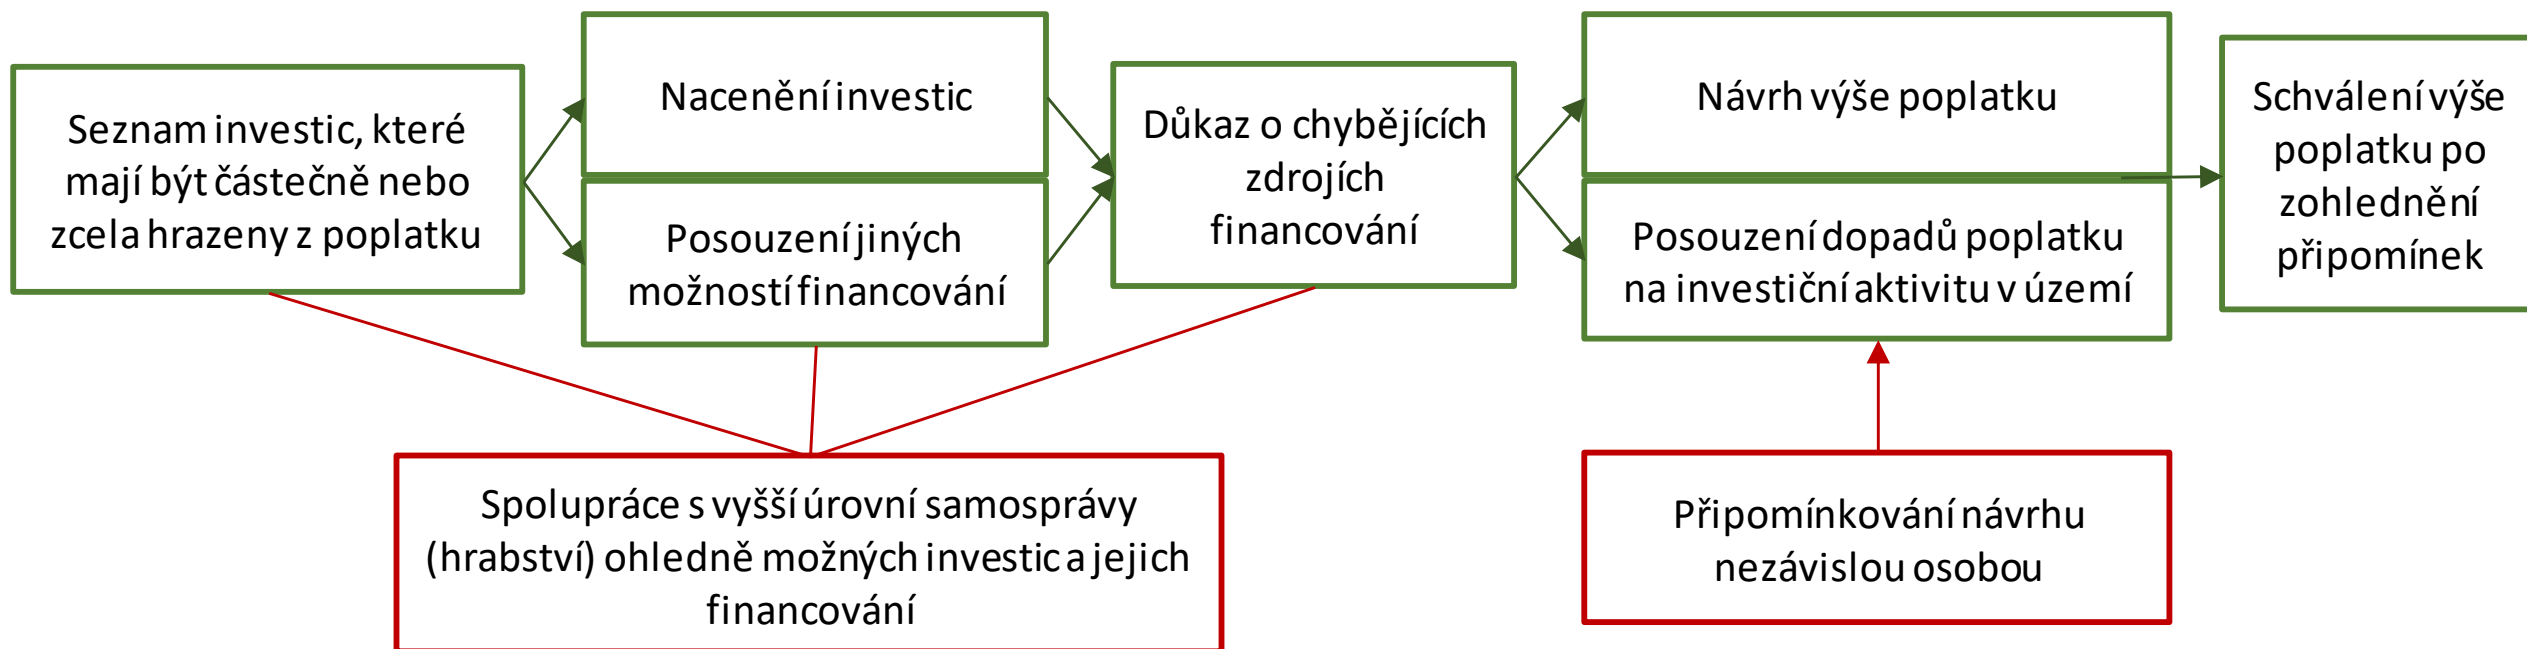 Seznam investic, které
mají být částečně nebo
zcela hrazeny z poplatku
Nacenění investic
Posouzení jiných
možností financování
Důkaz o chybějících
zdrojích
financování
Návrh výše poplatku
Posouzení dopadů poplatku
na investiční aktivitu v území
Schválení výše
poplatku po
zohlednění
připomínek
Spolupráce s vyšší úrovní samosprávy
(hrabství) ohledně možných investic a jejich
financování
Připomínkování návrhu
nezávislou osobou